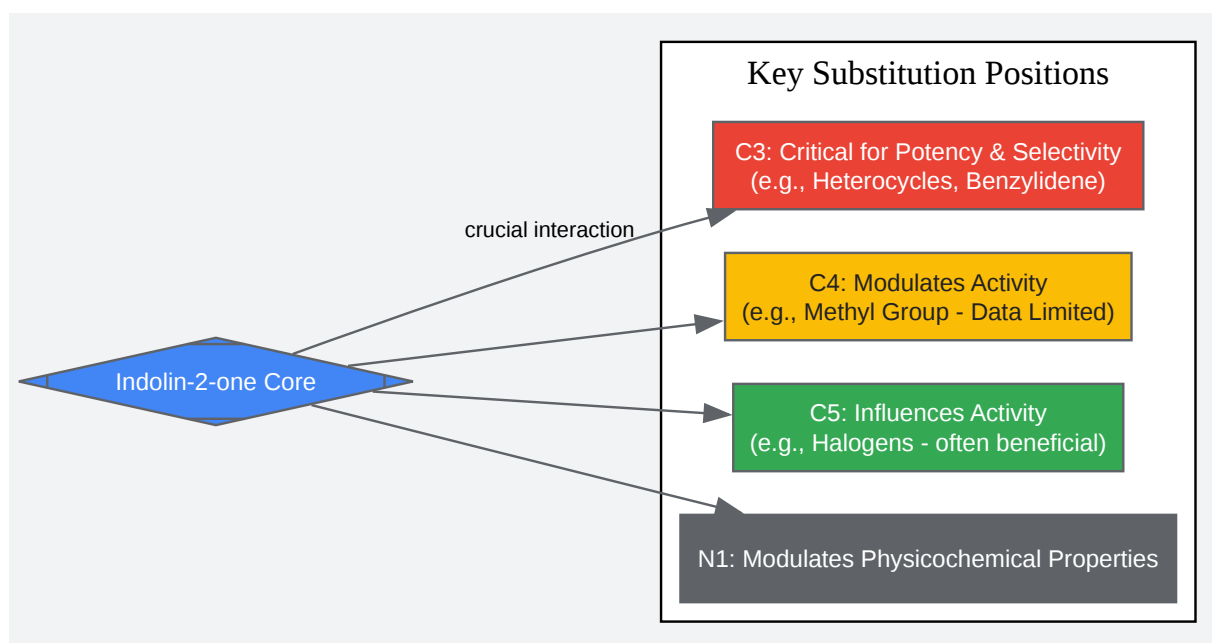 Key Substitution Positions
C3: Critical for Potency & Selectivity
(e.g., Heterocycles, Benzylidene)
crucial interaction
C4: Modulates Activity
(e.g., Methyl Group - Data Limited)
Indolin-2-one Core
C5: Influences Activity
(e.g., Halogens - often beneficial)
N1: Modulates Physicochemical Properties